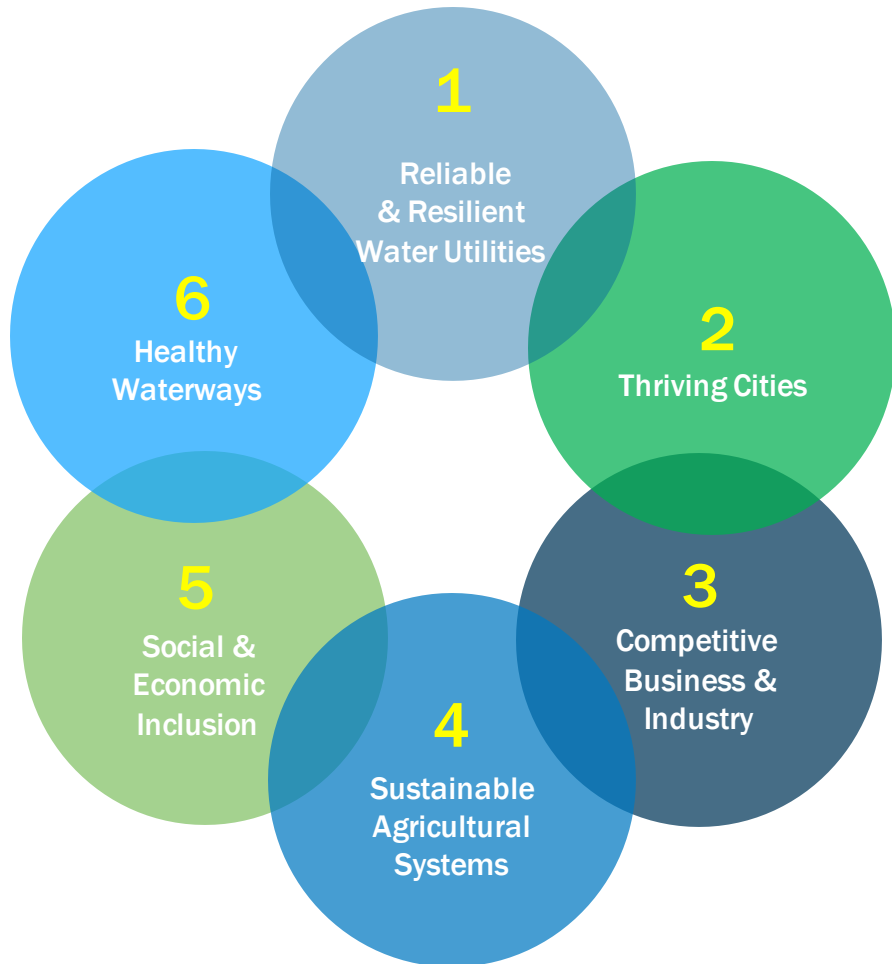 1
Reliable
& Resilient
Water Utilities
2
Thriving Cities
3
Competitive
Business &
Industry
4
Sustainable
Agricultural
Systems
5
Social &
Economic
Inclusion
6
Healthy
Waterways